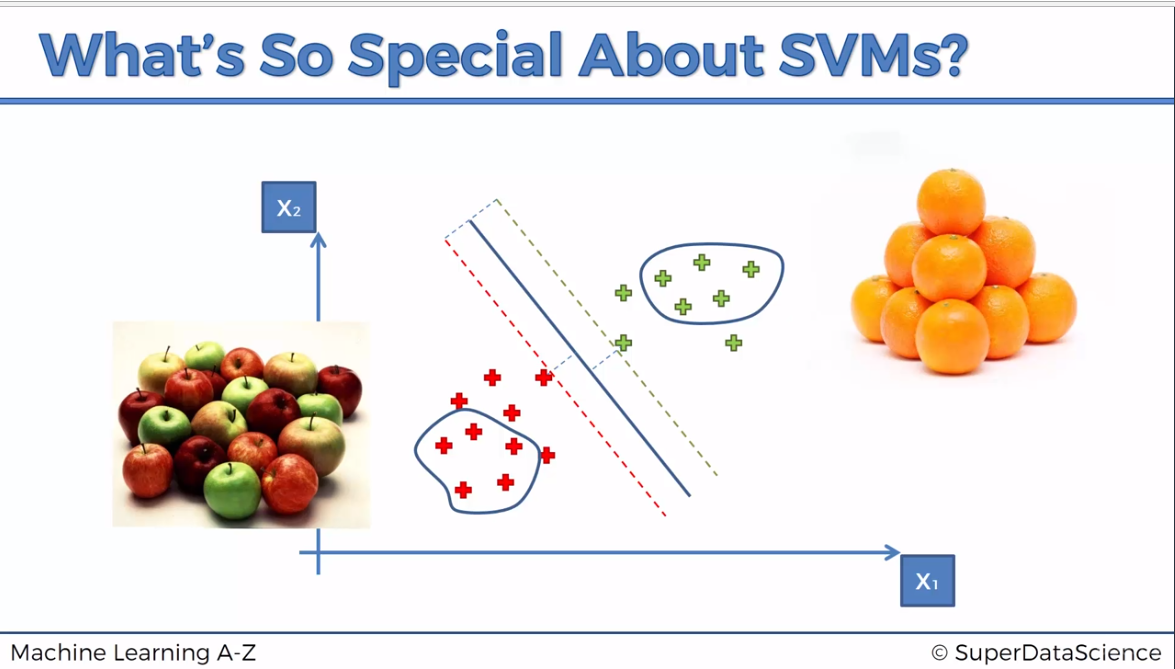 What's So Special About SVMs?
X₂
X₁
Machine Learning A-Z
© SuperDataScience